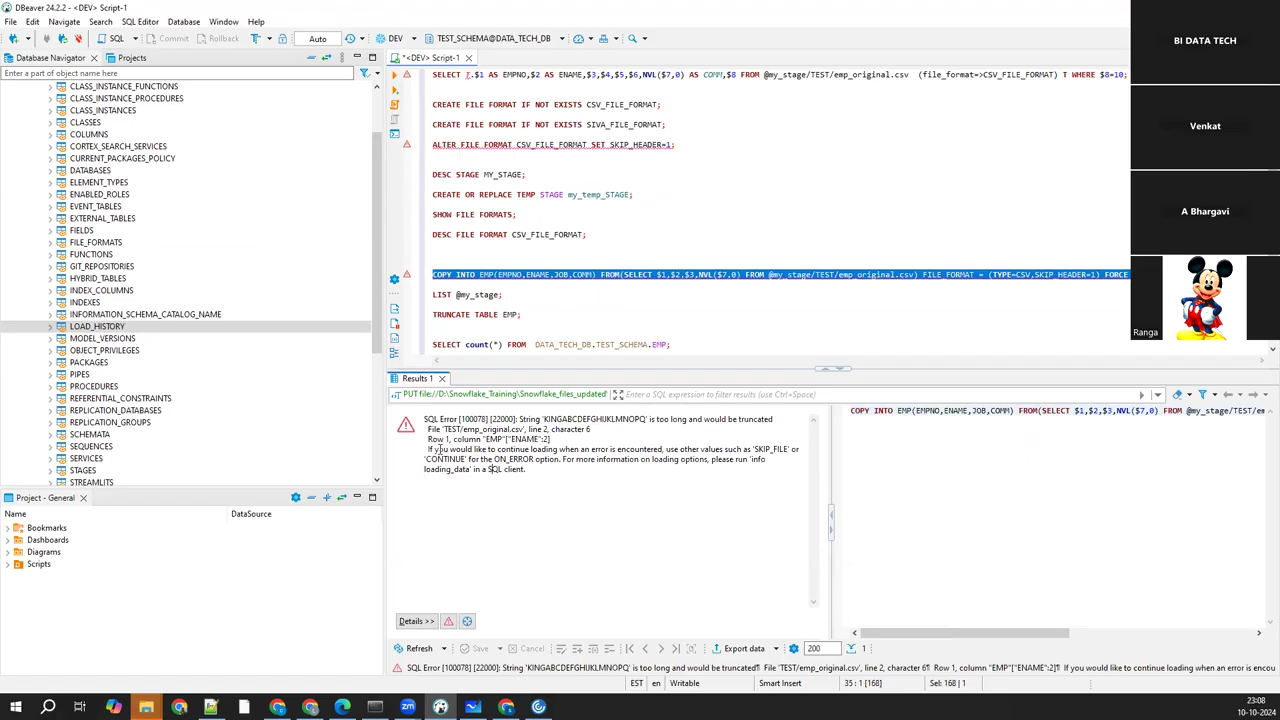 DBeaver 24.2.2 - <DEV> Script-1
File Edit Navigate Search SQL Editor Database Window Help
SQL Commit Rollback T Auto DEV TEST_SCHEMA@DATA_TECH_DB
Database Navigator Projects
Enter a part of object name here
CLASS_INSTANCE_FUNCTIONS
CLASS_INSTANCE_PROCEDURES
CLASS_INSTANCES
CLASSES
COLUMNS
CORTEX_SEARCH_SERVICES
CURRENT_PACKAGES_POLICY
DATABASES
ELEMENT_TYPES
ENABLED_ROLES
EVENT_TABLES
EXTERNAL_TABLES
FIELDS
FILE_FORMATS
FUNCTIONS
GIT_REPOSITORIES
HYBRID_TABLES
INDEX_COLUMNS
INDEXES
INFORMATION_SCHEMA_CATALOG_NAME
LOAD_HISTORY
MODEL_VERSIONS
OBJECT_PRIVILEGES
PACKAGES
PIPES
PROCEDURES
REFERENTIAL_CONSTRAINTS
REPLICATION_DATABASES
REPLICATION_GROUPS
SCHEMATA
SEQUENCES
SERVICES
STAGES
STREAMLITS
Project - General
Name DataSource
Bookmarks
Dashboards
Diagrams
Scripts
*<DEV> Script-1
SELECT T.$1 AS EMPNO,$2 AS ENAME,$3,$4,$5,$6,NVL($7,0) AS COMM,$8 FROM @my_stage/TEST/emp_original.csv (file_format=>CSV_FILE_FORMAT) T WHERE $8=10;
CREATE FILE FORMAT IF NOT EXISTS CSV_FILE_FORMAT;
CREATE FILE FORMAT IF NOT EXISTS SIVA_FILE_FORMAT;
ALTER FILE FORMAT CSV_FILE_FORMAT SET SKIP_HEADER=1;
DESC STAGE MY_STAGE;
CREATE OR REPLACE TEMP STAGE my_temp_STAGE;
SHOW FILE FORMATS;
DESC FILE FORMAT CSV_FILE_FORMAT;
COPY INTO EMP(EMPNO,ENAME,JOB,COMM) FROM(SELECT $1,$2,$3,NVL($7,0) FROM @my_stage/TEST/emp_original.csv) FILE_FORMAT = (TYPE=CSV,SKIP_HEADER=1) FORCE
LIST @my_stage;
TRUNCATE TABLE EMP;
SELECT count(*) FROM DATA_TECH_DB.TEST_SCHEMA.EMP;
Results 1
PUT file://D:\Snowflake_Training\Snowflake_files_updated\ Enter a SQL expression to filter results (use Ctrl+Space)
SQL Error [100078] [22000]: String 'KINGABCDEFGHIJKLMNOPQ' is too long and would be truncated
File 'TEST/emp_original.csv', line 2, character 6
Row 1, column "EMP"["ENAME":2]
If you would like to continue loading when an error is encountered, use other values such as 'SKIP_FILE' or
'CONTINUE' for the ON_ERROR option. For more information on loading options, please run 'info
loading_data' in a SQL client.
COPY INTO EMP(EMPNO,ENAME,JOB,COMM) FROM(SELECT $1,$2,$3,NVL($7,0) FROM @my_stage/TEST/em
Details >>
Refresh Save Cancel Export data 200 1
SQL Error [100078] [22000]: String 'KINGABCDEFGHIJKLMNOPQ' is too long and would be truncated¶ File 'TEST/emp_original.csv', line 2, character 6¶ Row 1, column "EMP"["ENAME":2]¶ If you would like to continue loading when an error is encou
EST en Writable Smart Insert 35 : 1 [168] Sel: 168 | 1
BI DATA TECH
Venkat
A Bhargavi
Ranga
23:08
10-10-2024